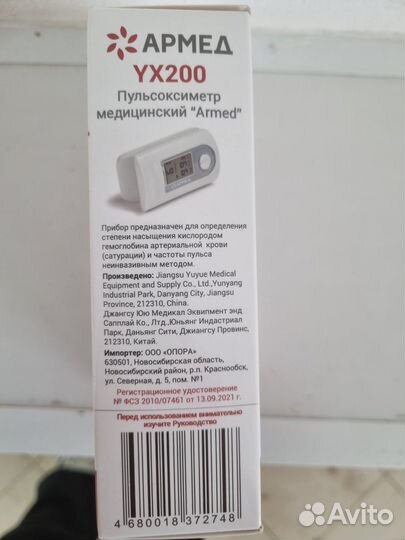 АРМЕД
YX200
Пульсоксиметр
медицинский "Armed"
Прибор предназначен для определения
степени насыщения кислородом
гемоглобина артериальной крови
(сатурации) и частоты пульса
неинвазивным методом.
Произведено: Jiangsu Yuyue Medical
Equipment and Supply Co., Ltd.,Yunyang
Industrial Park, Danyang City, Jiangsu
Province, 212310, China.
Джангсу Юю Медикал Эквипмент энд
Сапплай Ко., Лтд.,Юньянг Индастриал
Парк, Даньянг Сити, Джиангсу Провинс,
212310, Китай.
Импортер: ООО «ОПОРА»
630501, Новосибирская область,
Новосибирский район, р.п. Краснообск,
ул. Северная, д. 5, пом. №1
Регистрационное удостоверение
№ ФСЗ 2010/07461 от 13.09.2021 г.
Перед использованием внимательно
изучите Руководство
4 680018 372748
Avito